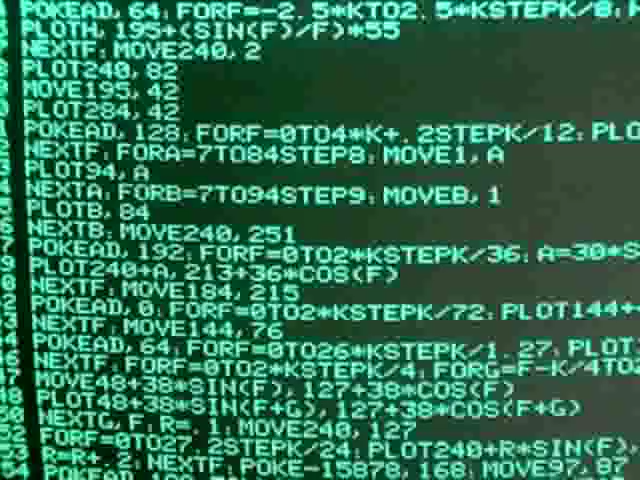 POKEAD, 64: FORF=-2.5*KTO2.5*KSTEPK/8:
PLOTH, 195+(SIN(F)/F)*55
NEXTF: MOVE240, 2
PLOT240, 82
MOVE195, 42
PLOT284, 42
POKEAD, 128: FORF=0TO4*K+.2STEPK/12: PLO
NEXTF: FORA=7TO84STEP8: MOVE1, A
PLOT94, A
NEXTA: FORB=7TO94STEP9: MOVEB, 1
PLOTB, 84
NEXTB: MOVE240, 251
7 POKEAD, 192: FORF=0TO2*KSTEPK/36: A=30*S
PLOT240+A, 213+36*COS(F)
NEXTF: MOVE184, 215
POKEAD, 0: FORF=0TO2*KSTEPK/72: PLOT144+
NEXTF: MOVE144, 76
POKEAD, 64: FORF=0TO26*KSTEPK/1.27: PLOT
NEXTF: FORF=0TO2*KSTEPK/4: FORG=F-K/4TO2
MOVE48+38*SIN(F), 127+38*COS(F)
PLOT48+38*SIN(F+G), 127+38*COS(F+G)
NEXTG, F: R=.1: MOVE240, 127
FORF=0TO27.2STEPK/24: PLOT240+R*SIN(F),
53 R=R+.2: NEXTF: POKE-15878, 168: MOVE97, 87
54 POKEAD,